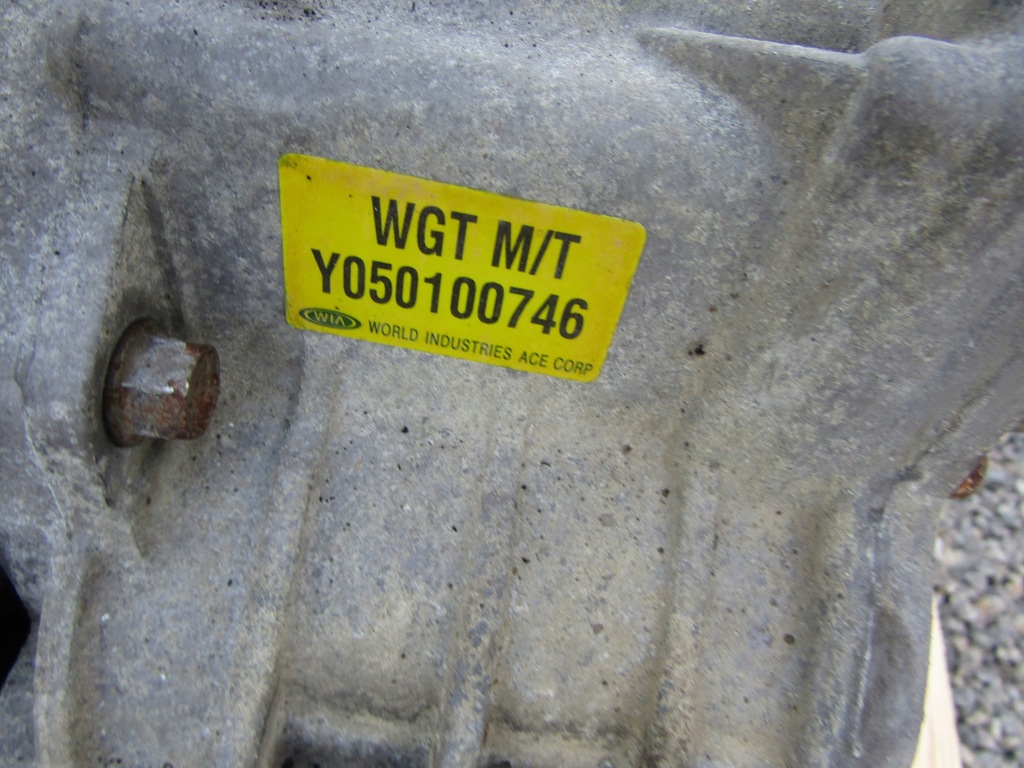 WGT M/T
Y050100746
WIA WORLD INDUSTRIES ACE CORP